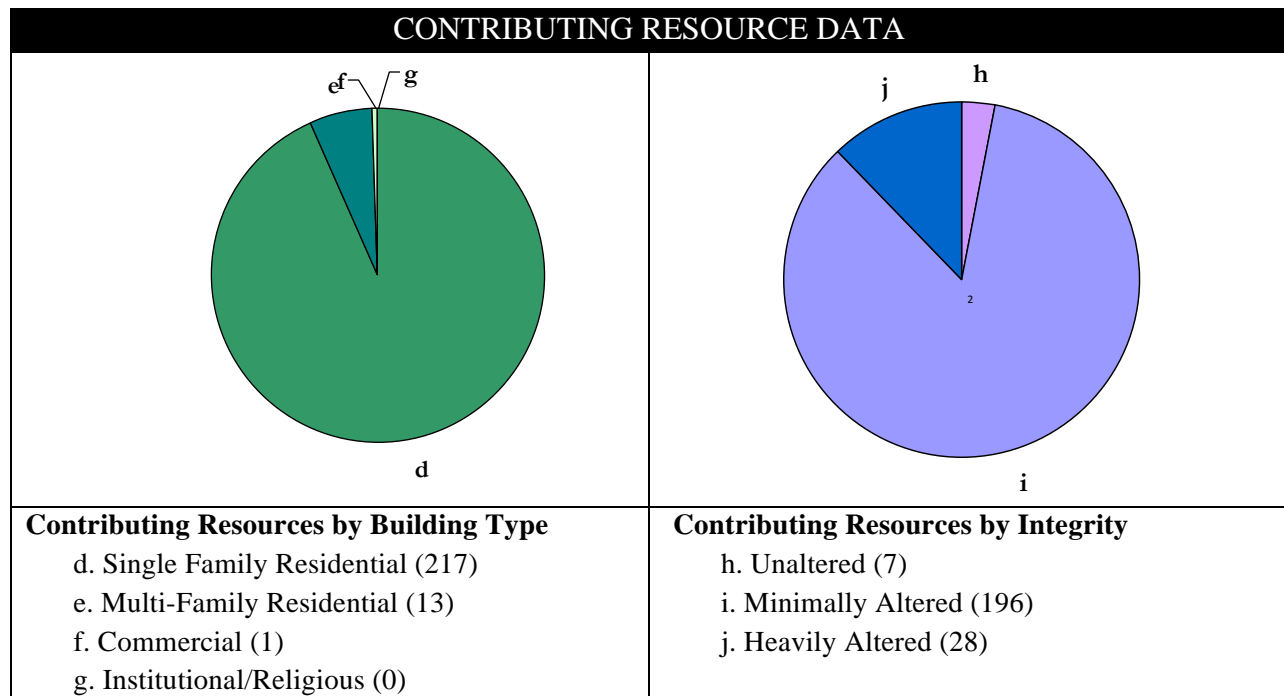 CONTRIBUTING RESOURCE DATA
e
f
g
d
j
h
2
i
Contributing Resources by Building Type
d. Single Family Residential (217)
e. Multi-Family Residential (13)
f. Commercial (1)
g. Institutional/Religious (0)
Contributing Resources by Integrity
h. Unaltered (7)
i. Minimally Altered (196)
j. Heavily Altered (28)